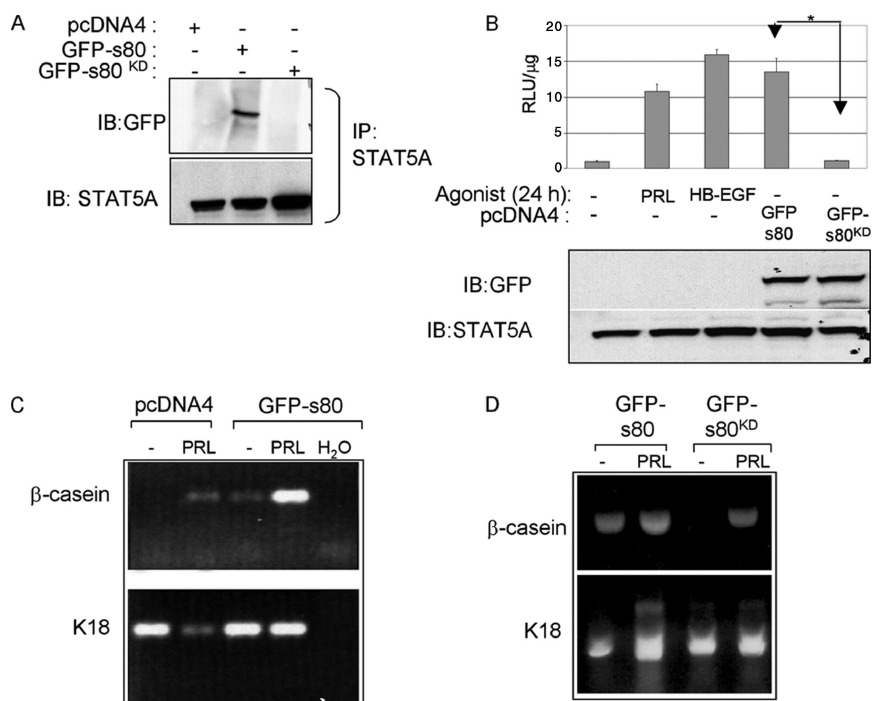 A
pcDNA4 : + - -
GFP-s80 : - + -
GFP-s80 KD : - - +
IB:GFP
IB: STAT5A
IP:
STAT5A
B
RLU/μg
20
15
10
5
0
*
Agonist (24 h): - PRL HB-EGF - -
pcDNA4 : - - - GFP s80 GFP-s80KD
IB:GFP
IB:STAT5A
C
pcDNA4 GFP-s80
- PRL - PRL H2O
β-casein
K18
D
GFP-s80 GFP-s80KD
- PRL - PRL
β-casein
K18